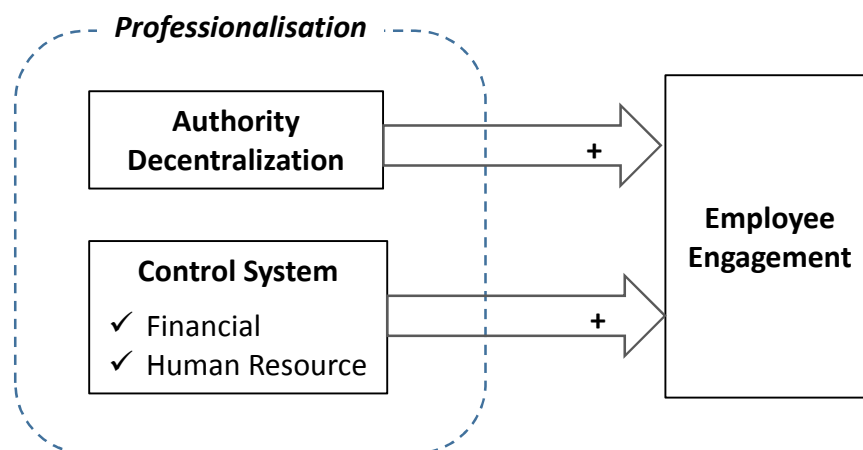 Professionalisation
Authority
Decentralization
+
Employee
Engagement
Control System
✓ Financial
✓ Human Resource
+